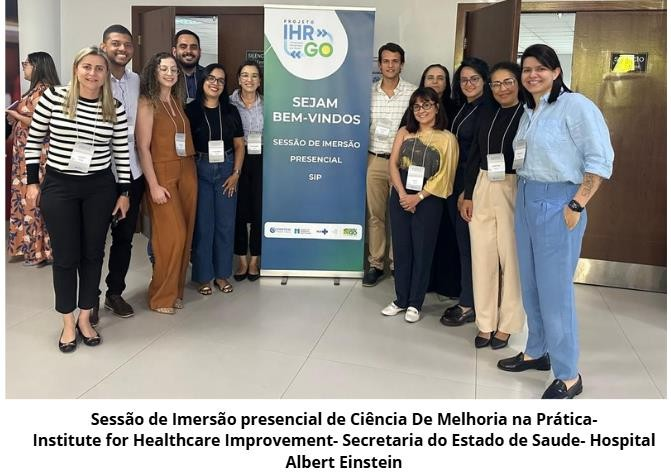 PROJETO
IHR
GO
SEJAM
BEM-VINDOS
SESSÃO DE IMERSÃO
PRESENCIAL
SIP
Sessão de Imersão presencial de Ciência De Melhoria na Prática-
Institute for Healthcare Improvement- Secretaria do Estado de Saude- Hospital
Albert Einstein